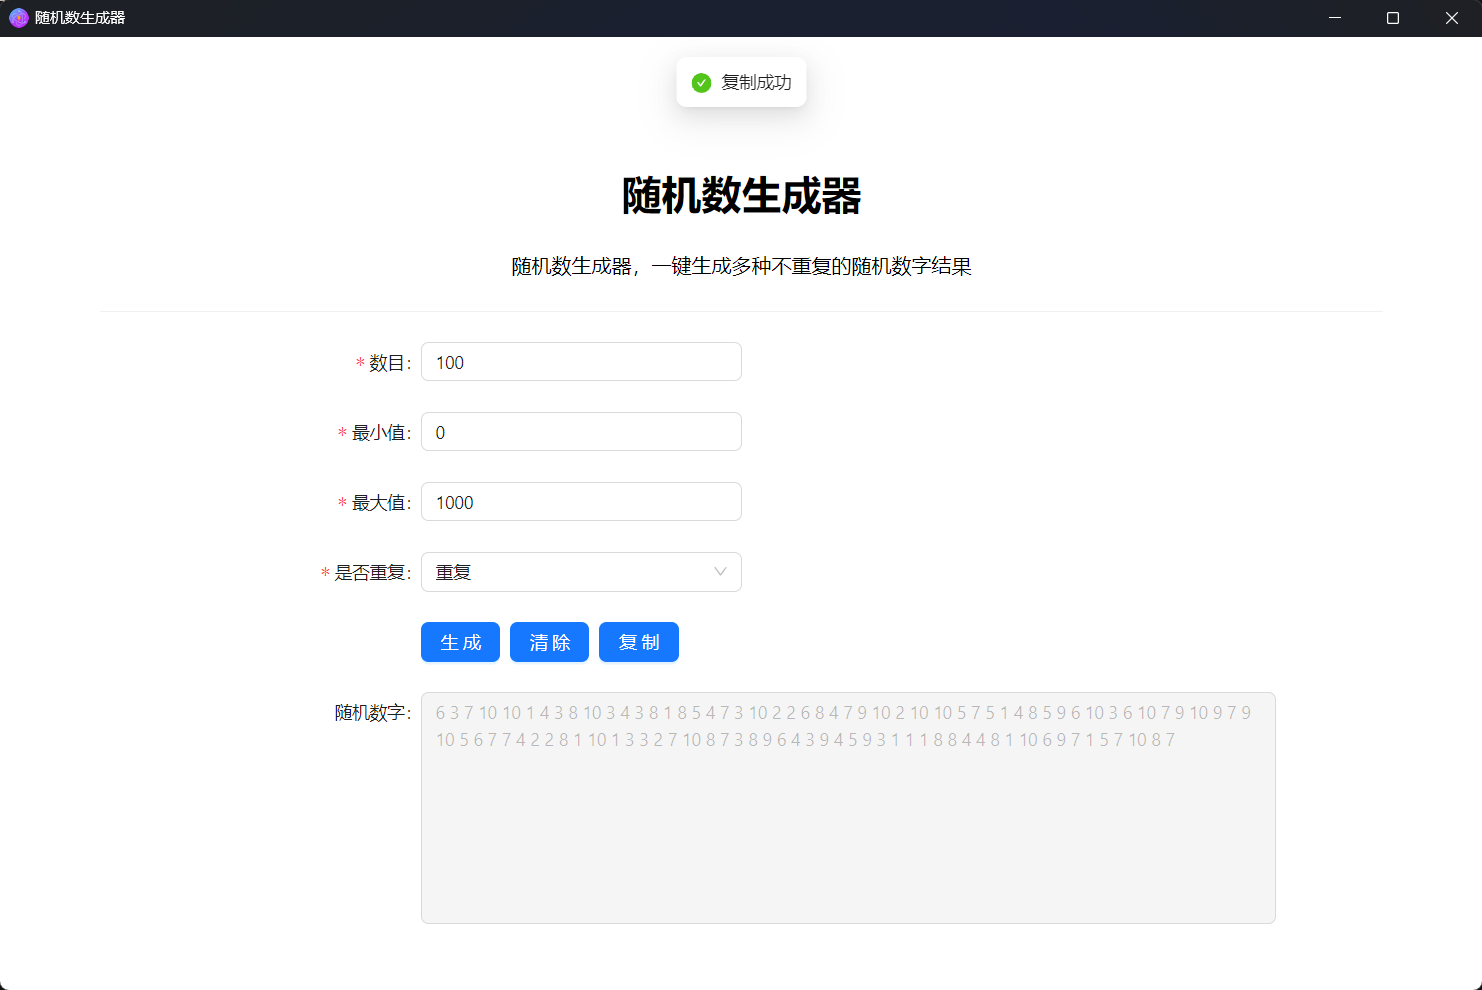 随机数生成器
复制成功
随机数生成器
随机数生成器，一键生成多种不重复的随机数字结果
* 数目: 100
* 最小值: 0
* 最大值: 1000
* 是否重复: 重复
生成 清除 复制
随机数字: 6 3 7 10 10 1 4 3 8 10 3 4 3 8 1 8 5 4 7 3 10 2 2 6 8 4 7 9 10 2 10 10 5 7 5 1 4 8 5 9 6 10 3 6 10 7 9 10 9 7 9
10 5 6 7 7 4 2 2 8 1 10 1 3 3 2 7 10 8 7 3 8 9 6 4 3 9 4 5 9 3 1 1 1 8 8 4 4 8 1 10 6 9 7 1 5 7 10 8 7